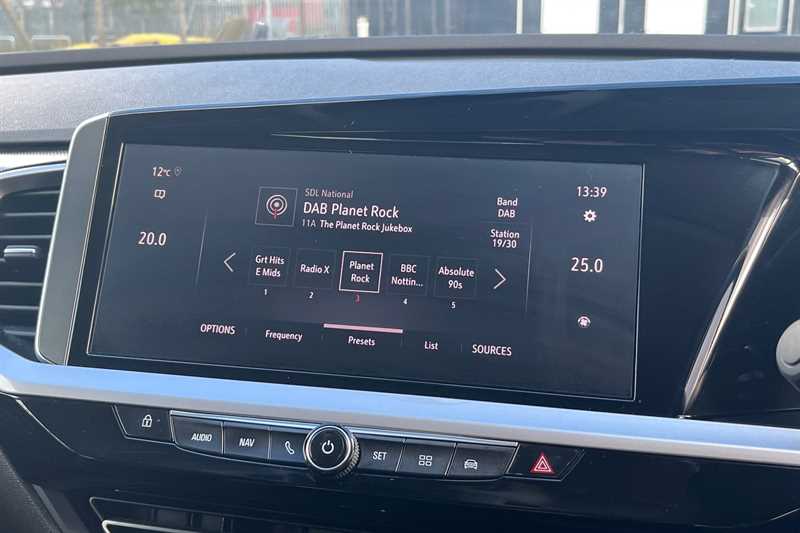 12°C
13:39
SDL National
DAB Planet Rock
11A The Planet Rock Jukebox
Band
DAB
Station
19/30
20.0
25.0
Grt Hits
E Mids
Radio X
Planet
Rock
BBC
Nottin...
Absolute
90s
1
2
3
4
5
OPTIONS
Frequency
Presets
List
SOURCES
AUDIO
NAV
SET